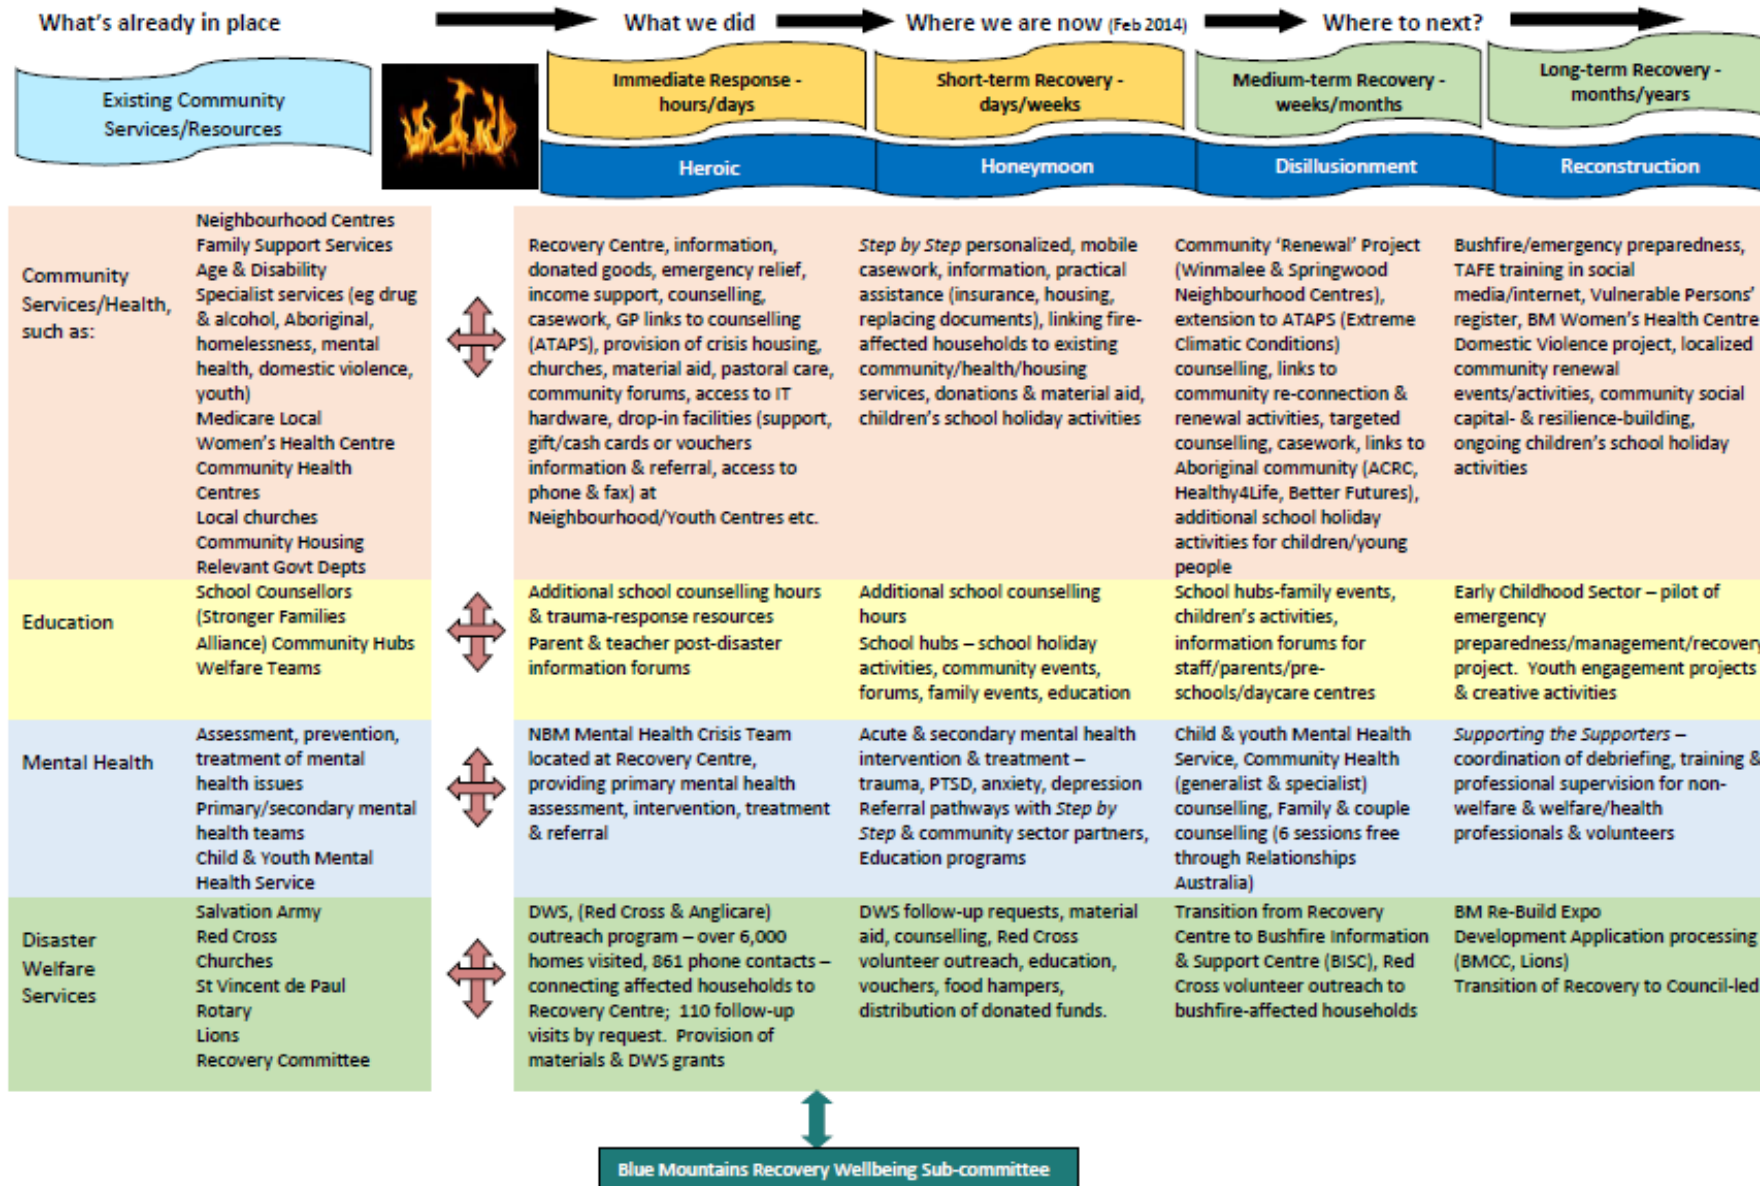 What's already in place
What we did
Where we are now (Feb 2014)
Where to next?
Existing Community
Services/Resources
Immediate Response -
hours/days
Short-term Recovery -
days/weeks
Medium-term Recovery -
weeks/months
Long-term Recovery -
months/years
Heroic
Honeymoon
Disillusionment
Reconstruction
Community
Services/Health,
such as:
Neighbourhood Centres
Family Support Services
Age & Disability
Specialist services (eg drug
& alcohol, Aboriginal,
homelessness, mental
health, domestic violence,
youth)
Medicare Local
Women's Health Centre
Community Health
Centres
Local churches
Community Housing
Relevant Govt Depts
Recovery Centre, information,
donated goods, emergency relief,
income support, counselling,
casework, GP links to counselling
(ATAPS), provision of crisis housing,
churches, material aid, pastoral care,
community forums, access to IT
hardware, drop-in facilities (support,
gift/cash cards or vouchers
information & referral, access to
phone & fax) at
Neighbourhood/Youth Centres etc.
Step by Step personalized, mobile
casework, information, practical
assistance (insurance, housing,
replacing documents), linking fire-
affected households to existing
community/health/housing
services, donations & material aid,
children's school holiday activities
Community 'Renewal' Project
(Winmalee & Springwood
Neighbourhood Centres),
extension to ATAPS (Extreme
Climatic Conditions)
counselling, links to
community re-connection &
renewal activities, targeted
counselling, casework, links to
Aboriginal community (ACRC,
Healthy4Life, Better Futures),
additional school holiday
activities for children/young
people
Bushfire/emergency preparedness,
TAFE training in social
media/internet, Vulnerable Persons'
register, BM Women's Health Centre
Domestic Violence project, localized
community renewal
events/activities, community social
capital- & resilience-building,
ongoing children's school holiday
activities
Education
School Counsellors
(Stronger Families
Alliance) Community Hubs
Welfare Teams
Additional school counselling hours
& trauma-response resources
Parent & teacher post-disaster
information forums
Additional school counselling
hours
School hubs – school holiday
activities, community events,
forums, family events, education
School hubs-family events,
children's activities,
information forums for
staff/parents/pre-
schools/daycare centres
Early Childhood Sector – pilot of
emergency
preparedness/management/recovery
project. Youth engagement projects
& creative activities
Mental Health
Assessment, prevention,
treatment of mental
health issues
Primary/secondary mental
health teams
Child & Youth Mental
Health Service
NBM Mental Health Crisis Team
located at Recovery Centre,
providing primary mental health
assessment, intervention, treatment
& referral
Acute & secondary mental health
intervention & treatment –
trauma, PTSD, anxiety, depression
Referral pathways with Step by
Step & community sector partners,
Education programs
Child & youth Mental Health
Service, Community Health
(generalist & specialist)
counselling, Family & couple
counselling (6 sessions free
through Relationships
Australia)
Supporting the Supporters –
coordination of debriefing, training &
professional supervision for non-
welfare & welfare/health
professionals & volunteers
Disaster
Welfare
Services
Salvation Army
Red Cross
Churches
St Vincent de Paul
Rotary
Lions
Recovery Committee
DWS, (Red Cross & Anglicare)
outreach program – over 6,000
homes visited, 861 phone contacts –
connecting affected households to
Recovery Centre; 110 follow-up
visits by request. Provision of
materials & DWS grants
DWS follow-up requests, material
aid, counselling, Red Cross
volunteer outreach, education,
vouchers, food hampers,
distribution of donated funds.
Transition from Recovery
Centre to Bushfire Information
& Support Centre (BISC), Red
Cross volunteer outreach to
bushfire-affected households
BM Re-Build Expo
Development Application processing
(BMCC, Lions)
Transition of Recovery to Council-led
Blue Mountains Recovery Wellbeing Sub-committee